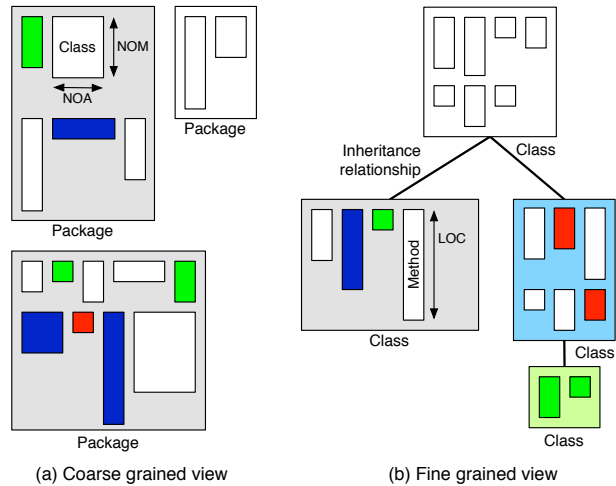 Class
NOM
NOA
Package
Package
Package
(a) Coarse grained view
Class
Inheritance
relationship
Method
LOC
Class
Class
Class
(b) Fine grained view